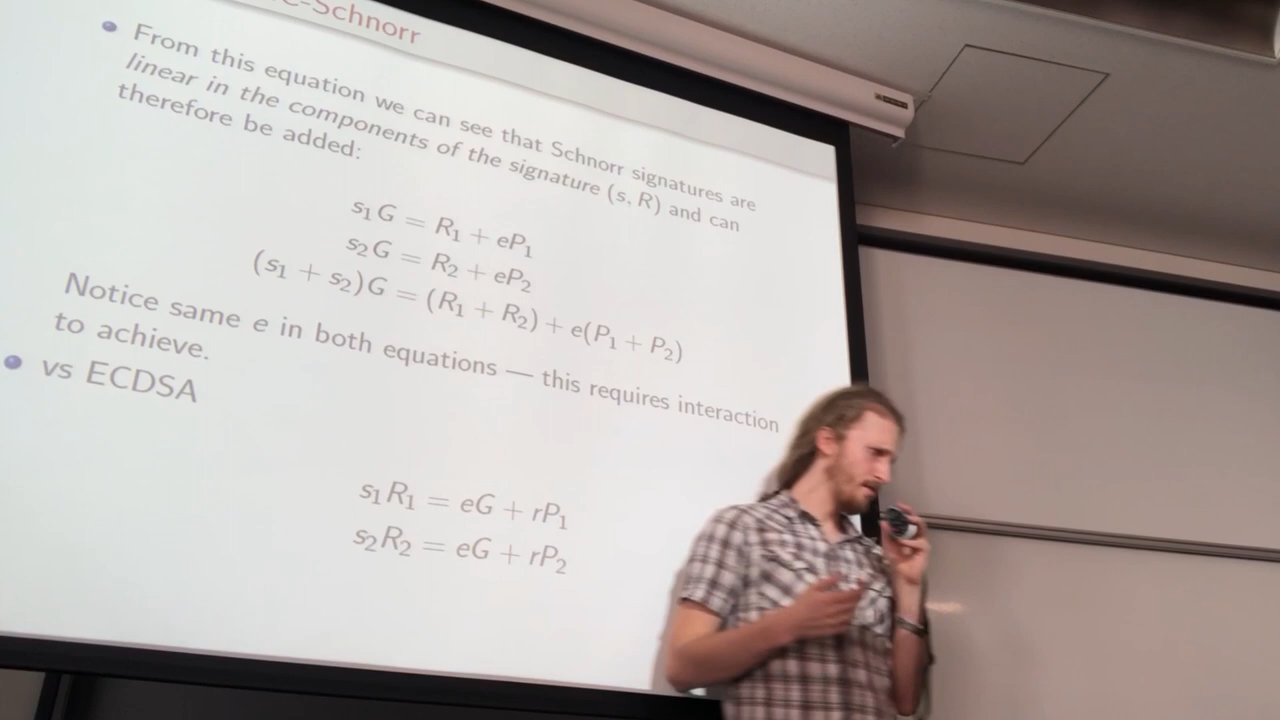 -Schnorr
From this equation we can see that Schnorr signatures are
linear in the components of the signature (s, R) and can
therefore be added:
s₁G = R₁ + eP₁
s₂G = R₂ + eP₂
(s₁ + s₂)G = (R₁ + R₂) + e(P₁ + P₂)
Notice same e in both equations — this requires interaction
to achieve.
vs ECDSA
s₁R₁ = eG + rP₁
s₂R₂ = eG + rP₂